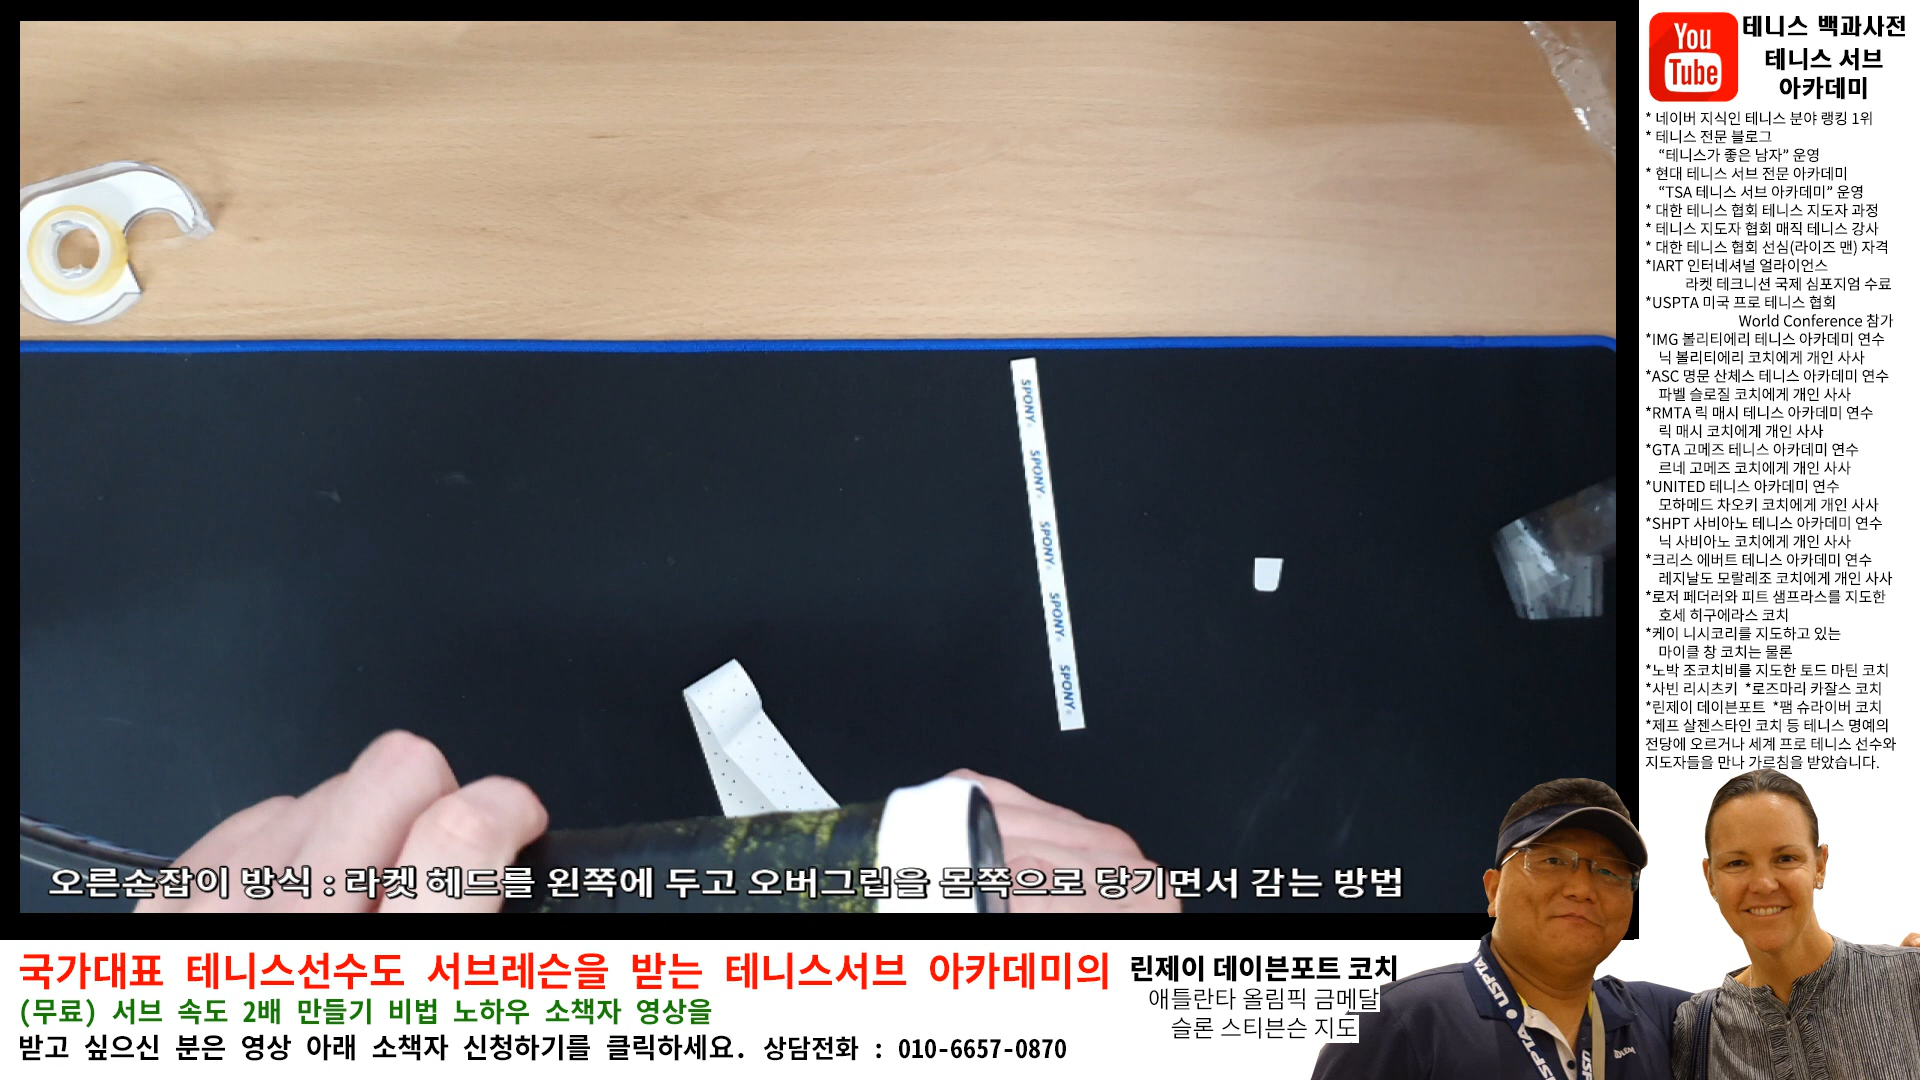 You
Tube
테니스 백과사전
테니스 서브
아카데미
* 네이버 지식인 테니스 분야 랭킹 1위
* 테니스 전문 블로그
“테니스가 좋은 남자” 운영
* 현대 테니스 서브 전문 아카데미
“TSA 테니스 서브 아카데미” 운영
* 대한 테니스 협회 테니스 지도자 과정
* 테니스 지도자 협회 매직 테니스 강사
* 대한 테니스 협회 선심(라이즈 맨) 자격
*IART 인터네셔널 얼라이언스
라켓 테크니션 국제 심포지엄 수료
*USPTA 미국 프로 테니스 협회
World Conference 참가
*IMG 볼리티에리 테니스 아카데미 연수
닉 볼리티에리 코치에게 개인 사사
*ASC 명문 산체스 테니스 아카데미 연수
파벨 슬로질 코치에게 개인 사사
*RMTA 릭 매시 테니스 아카데미 연수
릭 매시 코치에게 개인 사사
*GTA 고메즈 테니스 아카데미 연수
르네 고메즈 코치에게 개인 사사
*UNITED 테니스 아카데미 연수
모하메드 차오키 코치에게 개인 사사
*SHPT 사비아노 테니스 아카데미 연수
닉 사비아노 코치에게 개인 사사
*크리스 에버트 테니스 아카데미 연수
레지날도 모랄레조 코치에게 개인 사사
*로저 페더러와 피트 샘프라스를 지도한
호세 히구에라스 코치
*케이 니시코리를 지도하고 있는
마이클 창 코치는 물론
*노박 조코치비를 지도한 토드 마틴 코치
*사빈 리시츠키 *로즈마리 카잘스 코치
*린제이 데이븐포트 *팸 슈라이버 코치
*제프 살젠스타인 코치 등 테니스 명예의
전당에 오르거나 세계 프로 테니스 선수와
지도자들을 만나 가르침을 받았습니다.
SPONY
SPONY
SPONY
SPONY
SPONY
오른손잡이 방식 : 라켓 헤드를 왼쪽에 두고 오버그립을 몸쪽으로 당기면서 감는 방법
국가대표 테니스선수도 서브레슨을 받는 테니스서브 아카데미의
(무료) 서브 속도 2배 만들기 비법 노하우 소책자 영상을
받고 싶으신 분은 영상 아래 소책자 신청하기를 클릭하세요. 상담전화 : 010-6657-0870
린제이 데이븐포트 코치
애틀란타 올림픽 금메달
슬론 스티븐슨 지도
USPTA
USPTA
USP